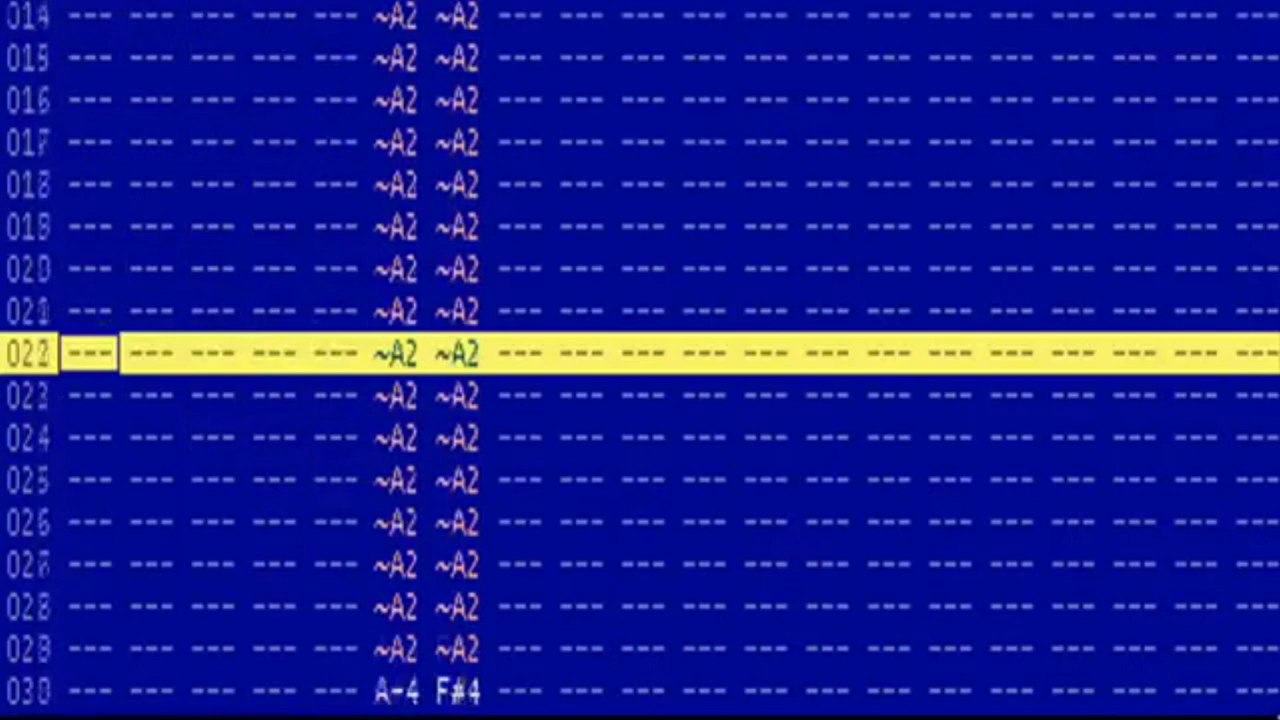 014 --- --- --- --- --- ~A2 ~A2 --- --- --- --- --- --- --- --- --- --- --- --- ---
015 --- --- --- --- --- ~A2 ~A2 --- --- --- --- --- --- --- --- --- --- --- --- ---
016 --- --- --- --- --- ~A2 ~A2 --- --- --- --- --- --- --- --- --- --- --- --- ---
017 --- --- --- --- --- ~A2 ~A2 --- --- --- --- --- --- --- --- --- --- --- --- ---
018 --- --- --- --- --- ~A2 ~A2 --- --- --- --- --- --- --- --- --- --- --- --- ---
019 --- --- --- --- --- ~A2 ~A2 --- --- --- --- --- --- --- --- --- --- --- --- ---
020 --- --- --- --- --- ~A2 ~A2 --- --- --- --- --- --- --- --- --- --- --- --- ---
021 --- --- --- --- --- ~A2 ~A2 --- --- --- --- --- --- --- --- --- --- --- --- ---
022 --- --- --- --- --- ~A2 ~A2 --- --- --- --- --- --- --- --- --- --- --- --- ---
023 --- --- --- --- --- ~A2 ~A2 --- --- --- --- --- --- --- --- --- --- --- --- ---
024 --- --- --- --- --- ~A2 ~A2 --- --- --- --- --- --- --- --- --- --- --- --- ---
025 --- --- --- --- --- ~A2 ~A2 --- --- --- --- --- --- --- --- --- --- --- --- ---
026 --- --- --- --- --- ~A2 ~A2 --- --- --- --- --- --- --- --- --- --- --- --- ---
027 --- --- --- --- --- ~A2 ~A2 --- --- --- --- --- --- --- --- --- --- --- --- ---
028 --- --- --- --- --- ~A2 ~A2 --- --- --- --- --- --- --- --- --- --- --- --- ---
029 --- --- --- --- --- ~A2 ~A2 --- --- --- --- --- --- --- --- --- --- --- --- ---
030 --- --- --- --- --- A-4 F#4 --- --- --- --- --- --- --- --- --- --- --- --- ---